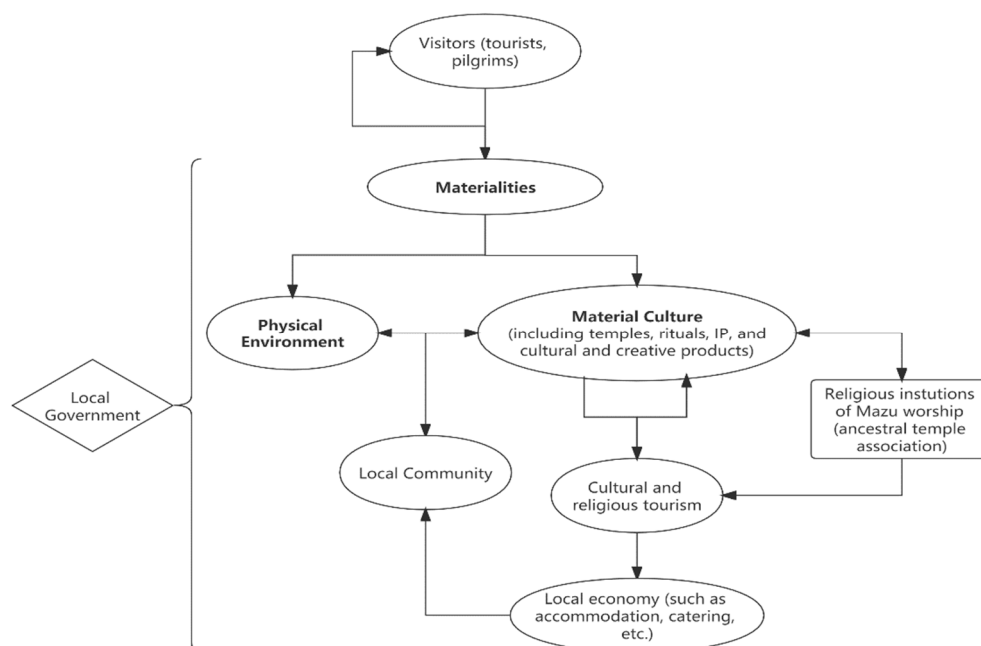 Visitors (tourists,
pilgrims)
Materialities
Physical
Environment
Material Culture
(including temples, rituals, IP, and
cultural and creative products)
Local
Government
Religious instutions
of Mazu worship
(ancestral temple
association)
Local Community
Cultural and
religious tourism
Local economy (such as
accommodation, catering,
etc.)